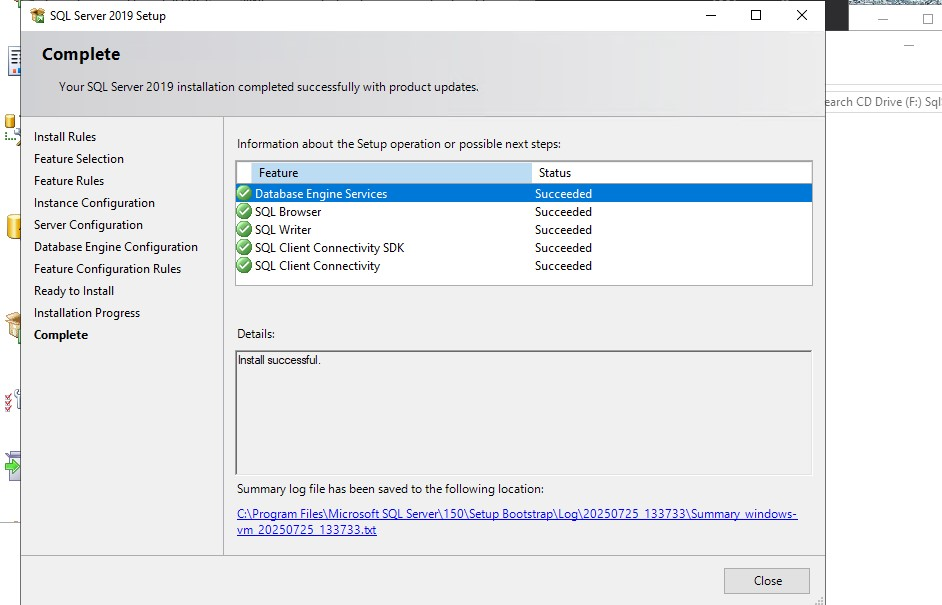 SQL Server 2019 Setup
Complete
Your SQL Server 2019 installation completed successfully with product updates.
earch CD Drive (F:) Sql
Install Rules
Feature Selection
Feature Rules
Instance Configuration
Server Configuration
Database Engine Configuration
Feature Configuration Rules
Ready to Install
Installation Progress
Complete
Information about the Setup operation or possible next steps:
Feature Status
Database Engine Services Succeeded
SQL Browser Succeeded
SQL Writer Succeeded
SQL Client Connectivity SDK Succeeded
SQL Client Connectivity Succeeded
Details:
Install successful.
Summary log file has been saved to the following location:
C:\Program Files\Microsoft SQL Server\150\Setup Bootstrap\Log\20250725_133733\Summary_windows-
vm_20250725_133733.txt
Close